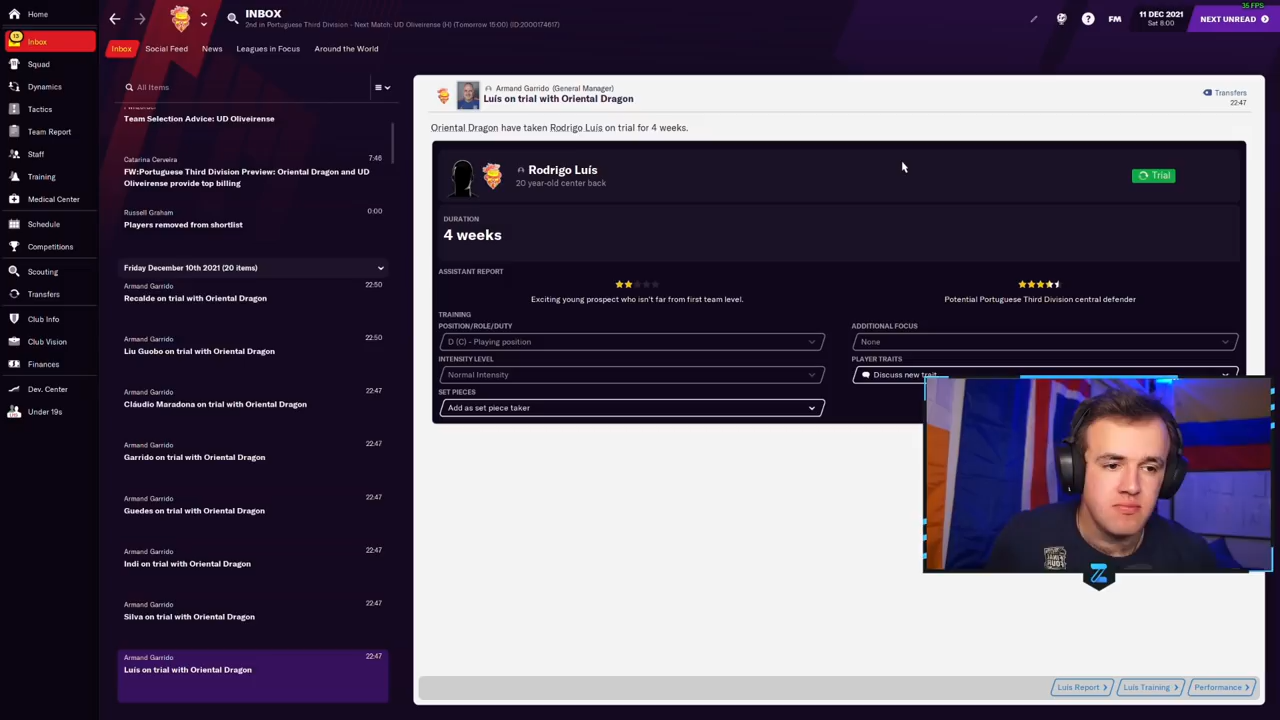 35 FPS
Home
Inbox
13
Squad
Dynamics
Tactics
Team Report
Staff
Training
Medical Center
Schedule
Competitions
Scouting
Transfers
Club Info
Club Vision
Finances
Dev. Center
Under 19s
INBOX
2nd in Portuguese Third Division - Next Match: UD Oliveirense (H) (Tomorrow 15:00) (ID:2000174617)
FM
11 DEC 2021
Sat 8:00
NEXT UNREAD
Inbox
Social Feed
News
Leagues in Focus
Around the World
All Items
Team Selection Advice: UD Oliveirense
Catarina Cerveira
7:46
FW:Portuguese Third Division Preview: Oriental Dragon and UD
Oliveirense provide top billing
Russell Graham
0:00
Players removed from shortlist
Friday December 10th 2021 (20 items)
Armand Garrido
22:50
Recalde on trial with Oriental Dragon
Armand Garrido
22:50
Liu Guobo on trial with Oriental Dragon
Armand Garrido
22:47
Cláudio Maradona on trial with Oriental Dragon
Armand Garrido
22:47
Garrido on trial with Oriental Dragon
Armand Garrido
22:47
Guedes on trial with Oriental Dragon
Armand Garrido
22:47
Indi on trial with Oriental Dragon
Armand Garrido
22:47
Silva on trial with Oriental Dragon
Armand Garrido
22:47
Luís on trial with Oriental Dragon
Armand Garrido (General Manager)
Luís on trial with Oriental Dragon
Transfers
22:47
Oriental Dragon have taken Rodrigo Luís on trial for 4 weeks.
Rodrigo Luís
20 year-old center back
Trial
DURATION
4 weeks
ASSISTANT REPORT
Exciting young prospect who isn't far from first team level.
Potential Portuguese Third Division central defender
TRAINING
POSITION/ROLE/DUTY
D (C) - Playing position
ADDITIONAL FOCUS
None
INTENSITY LEVEL
Normal Intensity
PLAYER TRAITS
Discuss new trait
SET PIECES
Add as set piece taker
Luís Report
Luís Training
Performance